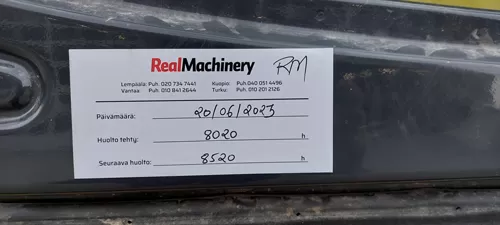 RealMachinery RM
Lempäälä: Puh. 020 734 7441 Kuopio: Puh.040 051 4496
Vantaa: Puh. 010 841 2644 Turku: Puh. 010 201 2126
Päivämäärä: 20/06/2023
Huolto tehty: 8020 h
Seuraava huolto: 8520 h